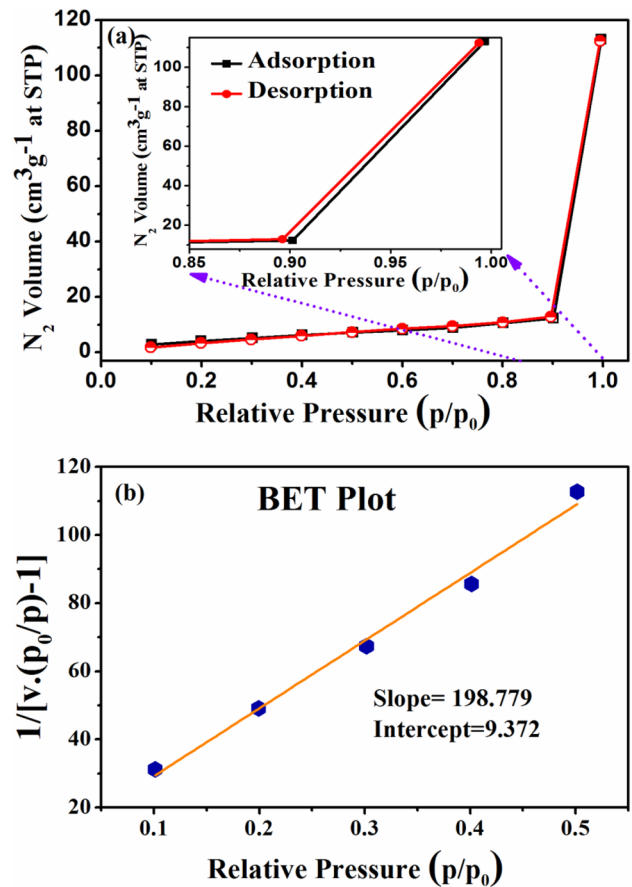 (a)
N₂ Volume (cm³g⁻¹ at STP)
120
100
80
60
40
20
0
0.0 0.2 0.4 0.6 0.8 1.0
Relative Pressure (p/p₀)
Adsorption
Desorption
N₂ Volume (cm³g⁻¹ at STP)
100
80
60
40
20
0.85 0.90 0.95 1.00
Relative Pressure (p/p₀)
(b)
BET Plot
1/[v.(p₀/p)-1]
120
100
80
60
40
20
Slope= 198.779
Intercept=9.372
0.1 0.2 0.3 0.4 0.5
Relative Pressure (p/p₀)